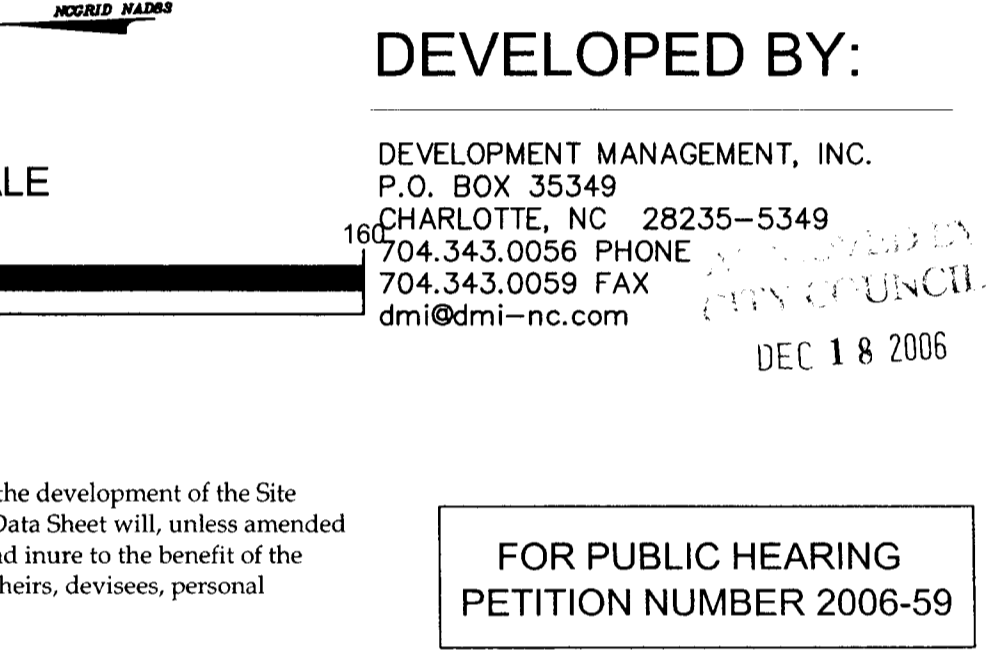 NCGRID NAD83
DEVELOPED BY:
DEVELOPMENT MANAGEMENT, INC.
P.O. BOX 35349
CHARLOTTE, NC 28235-5349
160
704.343.0056 PHONE
704.343.0059 FAX
dmi@dmi-nc.com
CITY COUNCIL
DEC 18 2006
the development of the Site
Data Sheet will, unless amended
inure to the benefit of the
heirs, devisees, personal
FOR PUBLIC HEARING
PETITION NUMBER 2006-59